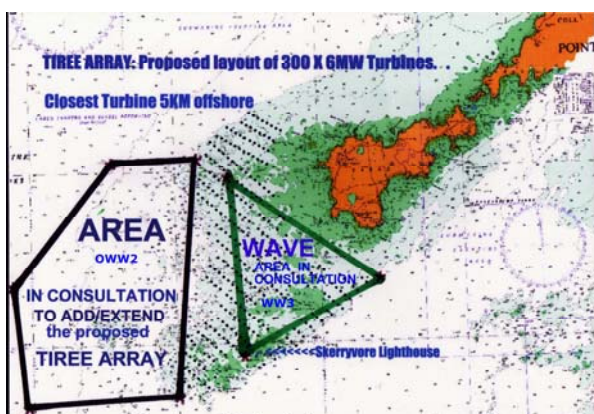 COLL
POINT
TIREE ARRAY: Proposed layout of 300 X 6MW Turbines.
Closest Turbine 5KM offshore
AREA
OWW2
IN CONSULTATION
TO ADD/EXTEND
the proposed
TIREE ARRAY
WAVE
AREA IN
CONSULTATION
WW3
<<<<<<<Skerryvore Lighthouse